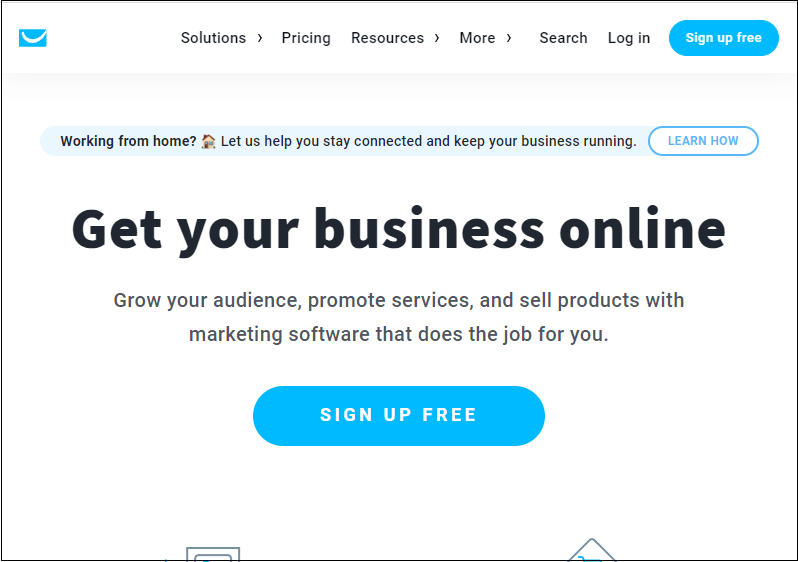 Solutions Pricing Resources More Search Log in Sign up free
Working from home? 🏠 Let us help you stay connected and keep your business running. LEARN HOW
Get your business online
Grow your audience, promote services, and sell products with
marketing software that does the job for you.
SIGN UP FREE